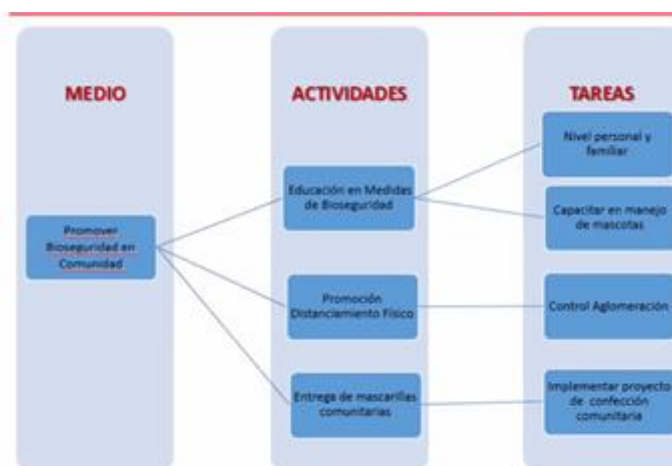 MEDIO
ACTIVIDADES
TAREAS
Promover
Bioseguridad en
Comunidad
Educación en Medidas
de Bioseguridad
Promoción
Distanciamiento Físico
Entrega de mascarillas
comunitarias
Nivel personal y
familiar
Capacitar en manejo
de mascotas
Control Aglomeración
Implementar proyecto
de confección
comunitaria